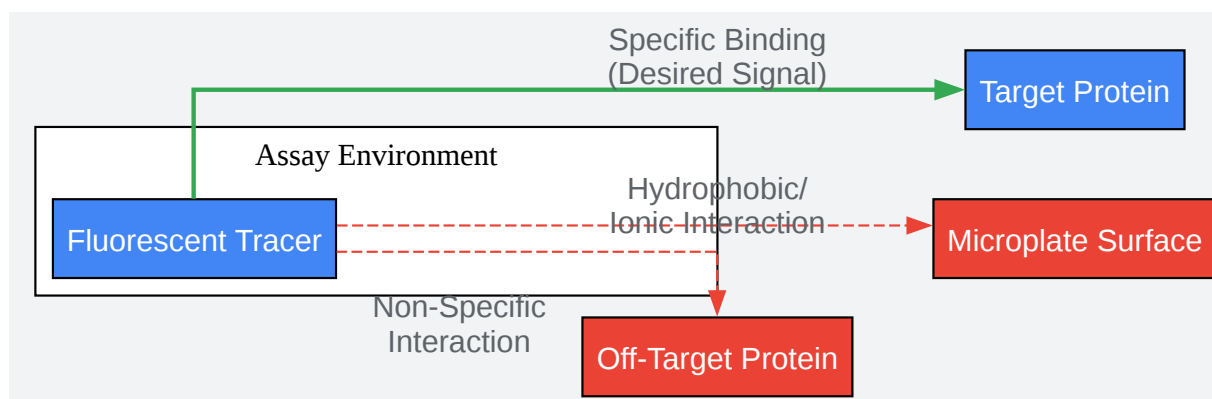 Specific Binding
(Desired Signal)
Target Protein
Assay Environment
Hydrophobic/
Ionic Interaction
Fluorescent Tracer
Microplate Surface
Non-Specific
Interaction
Off-Target Protein